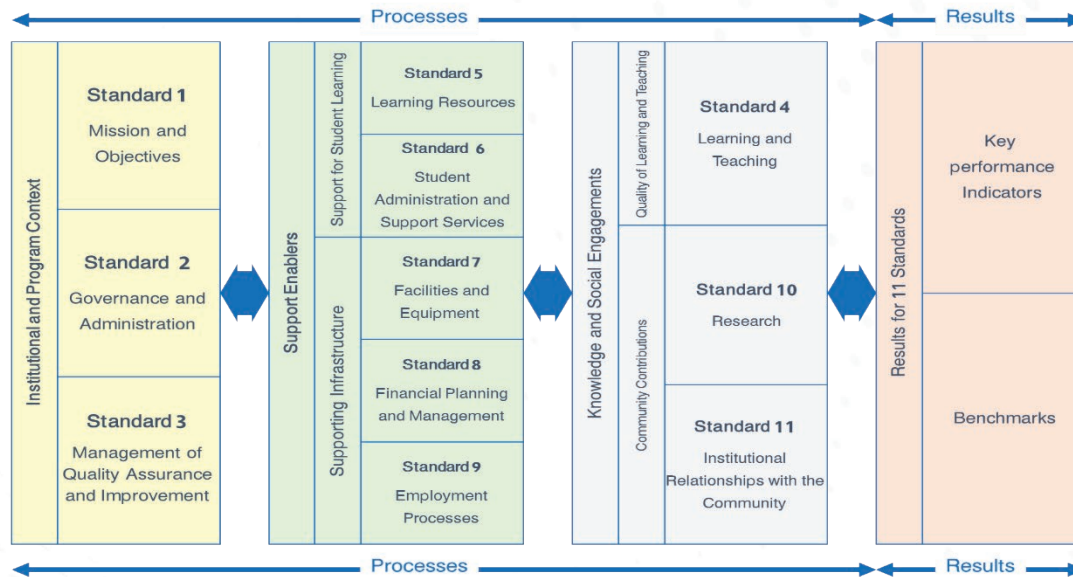 Processes
Results
Institutional and Program Context
Standard 1
Mission and
Objectives
Standard 2
Governance and
Administration
Standard 3
Management of
Quality Assurance
and Improvement
Support Enablers
Support for Student Learning
Standard 5
Learning Resources
Standard 6
Student
Administration and
Support Services
Supporting Infrastructure
Standard 7
Facilities and
Equipment
Standard 8
Financial Planning
and Management
Standard 9
Employment
Processes
Knowledge and Social Engagements
Quality of Learning and Teaching
Standard 4
Learning and
Teaching
Community Contributions
Standard 10
Research
Standard 11
Institutional
Relationships with the
Community
Results for 11 Standards
Key
performance
Indicators
Benchmarks
Processes
Results